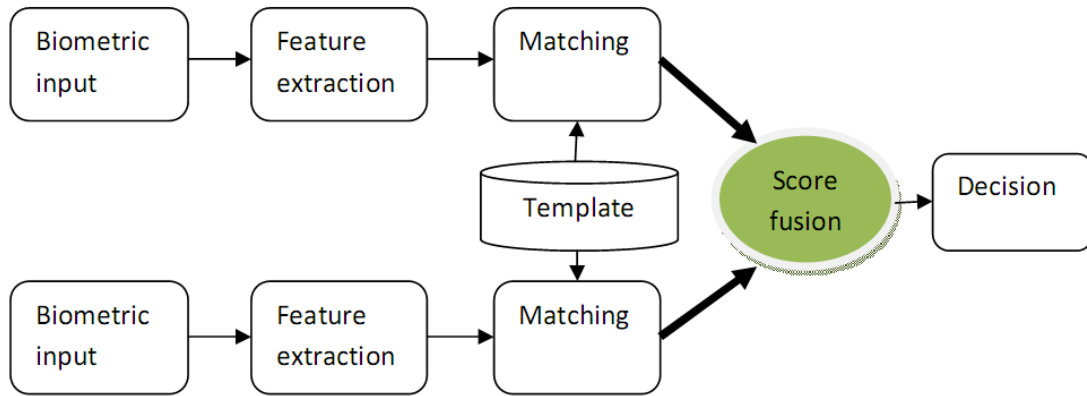 Biometric
input
Feature
extraction
Matching
Template
Score
fusion
Decision
Biometric
input
Feature
extraction
Matching